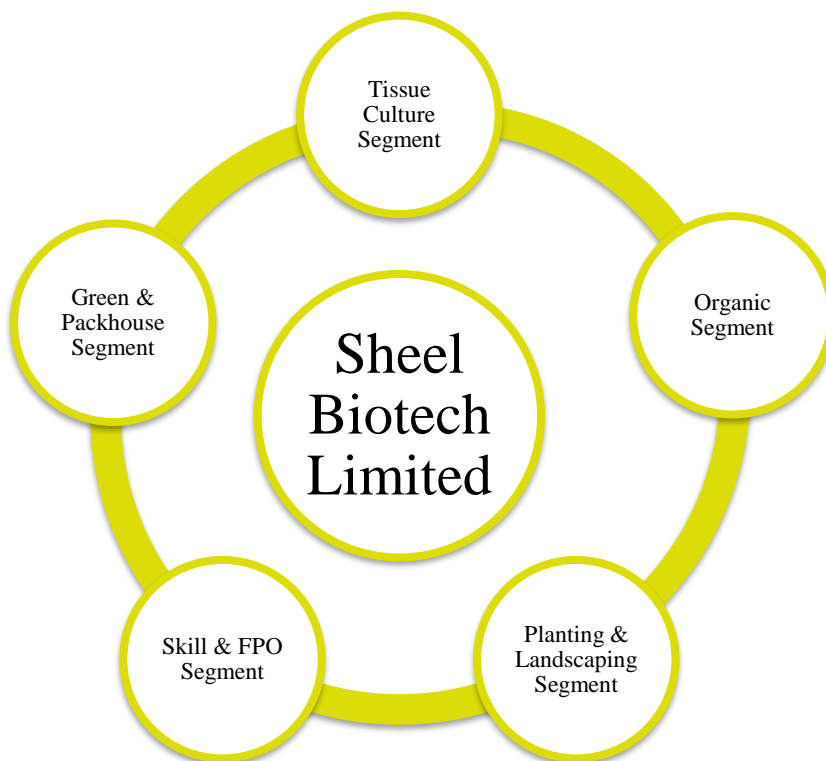 Tissue
Culture
Segment
Green &
Packhouse
Segment
Organic
Segment
Sheel
Biotech
Limited
Skill & FPO
Segment
Planting &
Landscaping
Segment